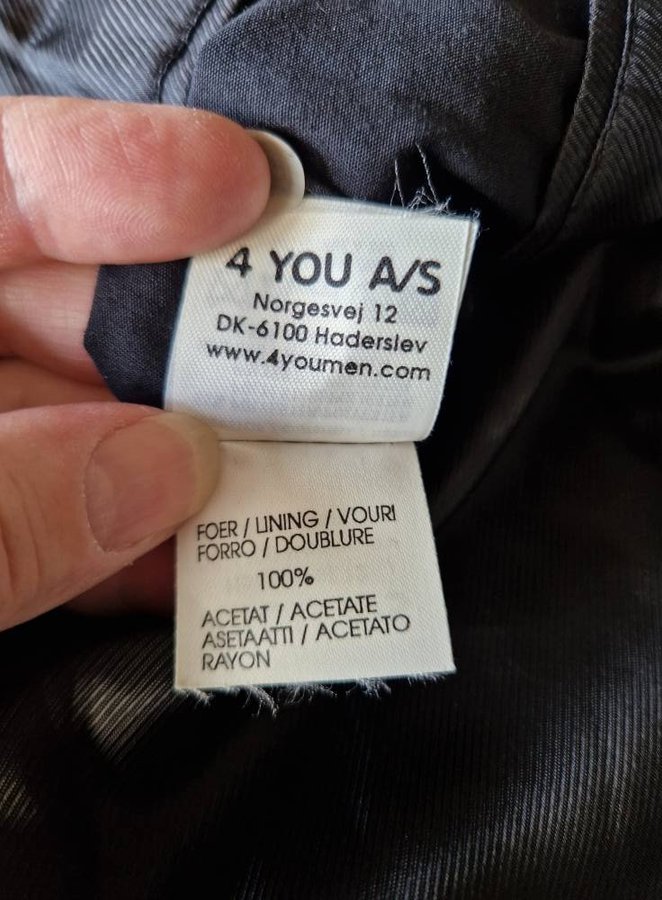 4 YOU A/S
Norgesvej 12
DK-6100 Haderslev
www.4youmen.com
FOER / LINING / VOURI
FORRO / DOUBLURE
100%
ACETAT / ACETATE
ASETAATTI / ACETATO
RAYON